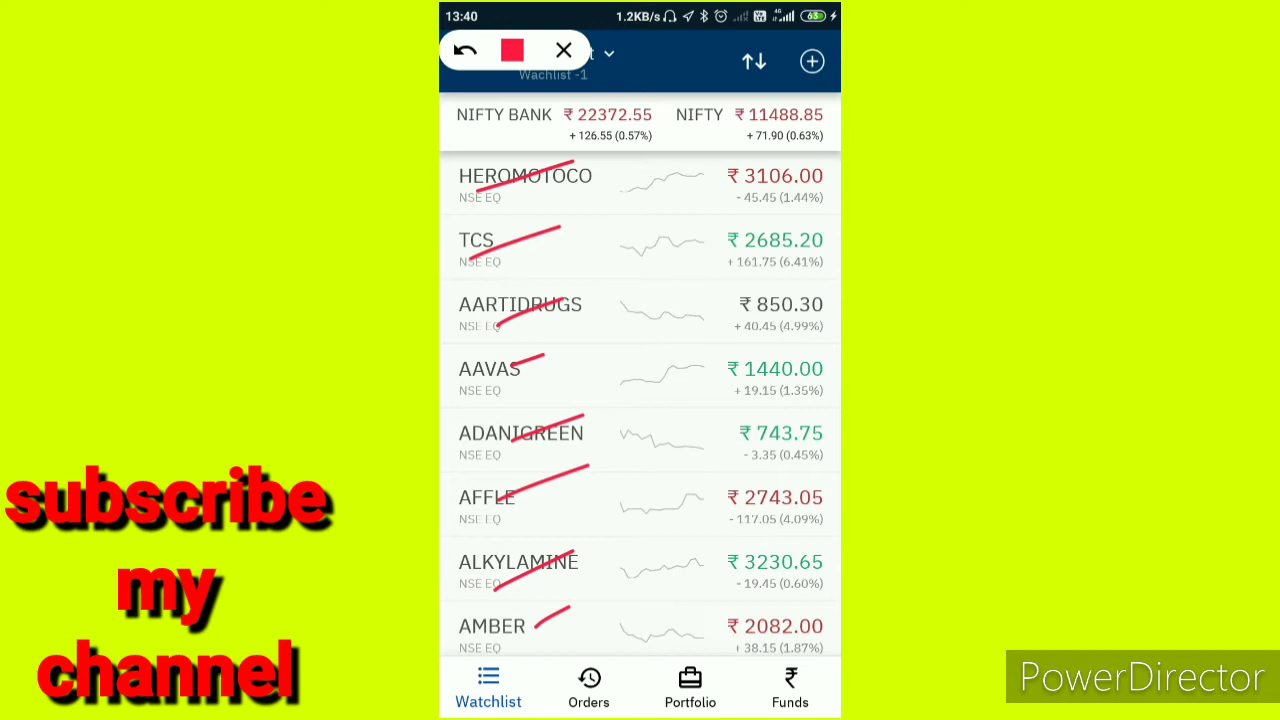 13:40
1.2KB/s 4G 63
t
Wachlist -1
NIFTY BANK ₹ 22372.55 NIFTY ₹ 11488.85
+ 126.55 (0.57%) + 71.90 (0.63%)
HEROMOTOCO ₹ 3106.00
NSE EQ - 45.45 (1.44%)
TCS ₹ 2685.20
NSE EQ + 161.75 (6.41%)
AARTIDRUGS ₹ 850.30
NSE EQ + 40.45 (4.99%)
AAVAS ₹ 1440.00
NSE EQ + 19.15 (1.35%)
ADANIGREEN ₹ 743.75
NSE EQ - 3.35 (0.45%)
AFFLE ₹ 2743.05
NSE EQ - 117.05 (4.09%)
ALKYLAMINE ₹ 3230.65
NSE EQ - 19.45 (0.60%)
AMBER ₹ 2082.00
NSE EQ + 38.15 (1.87%)
Watchlist Orders Portfolio ₹ Funds
subscribe
my
channel
PowerDirector